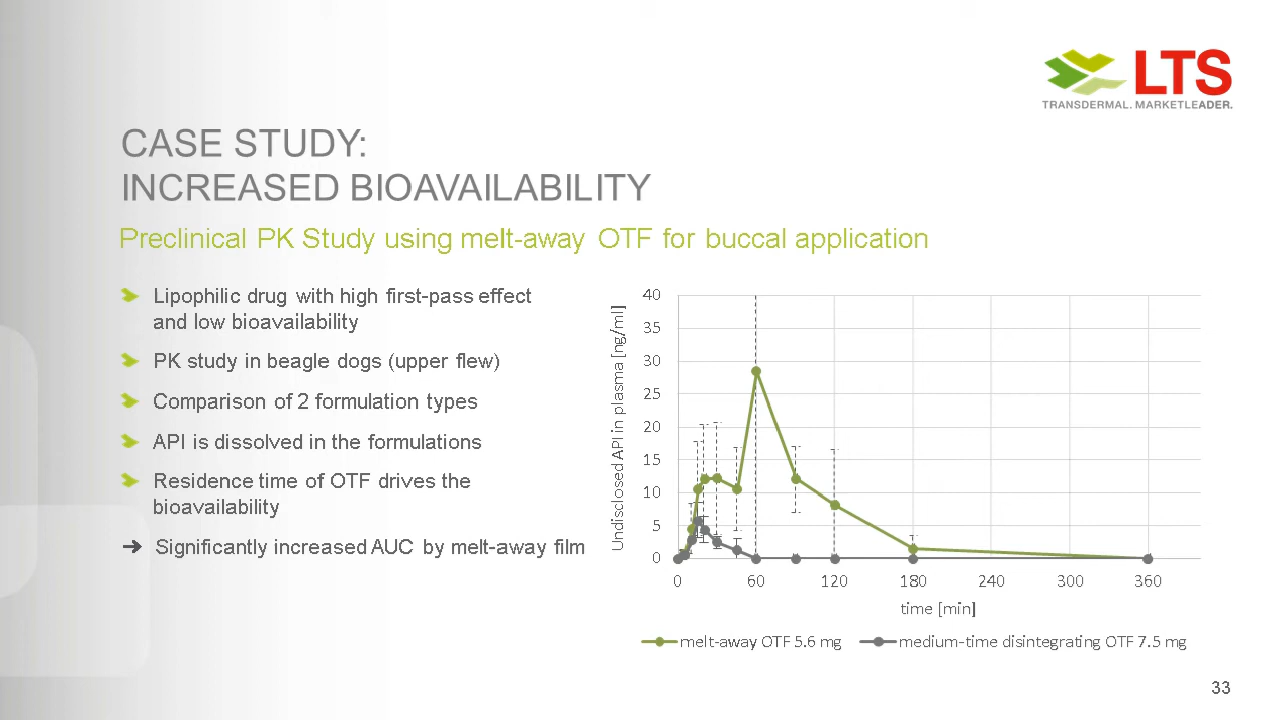 LTS
TRANSDERMAL. MARKETLEADER.
CASE STUDY:
INCREASED BIOAVAILABILITY
Preclinical PK Study using melt-away OTF for buccal application
Lipophilic drug with high first-pass effect
and low bioavailability
PK study in beagle dogs (upper flew)
Comparison of 2 formulation types
API is dissolved in the formulations
Residence time of OTF drives the
bioavailability
➔ Significantly increased AUC by melt-away film
Undisclosed API in plasma [ng/ml]
40
35
30
25
20
15
10
5
0
0 60 120 180 240 300 360
time [min]
melt-away OTF 5.6 mg medium-time disintegrating OTF 7.5 mg
33